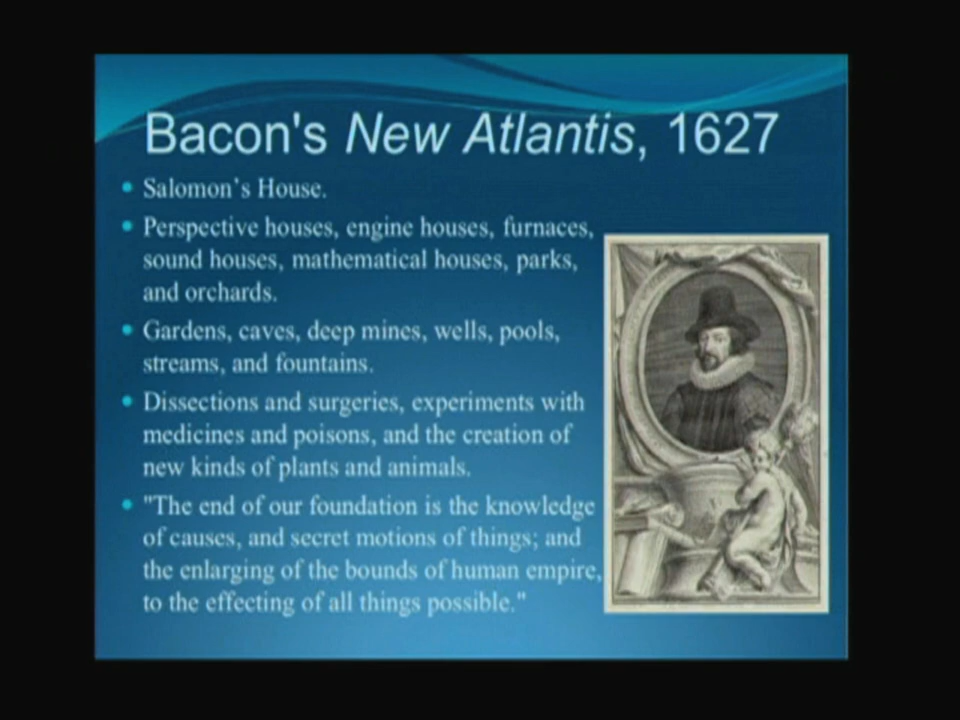 Bacon's New Atlantis, 1627
• Salomon's House.
• Perspective houses, engine houses, furnaces,
sound houses, mathematical houses, parks,
and orchards.
• Gardens, caves, deep mines, wells, pools,
streams, and fountains.
• Dissections and surgeries, experiments with
medicines and poisons, and the creation of
new kinds of plants and animals.
• "The end of our foundation is the knowledge
of causes, and secret motions of things; and
the enlarging of the bounds of human empire,
to the effecting of all things possible."